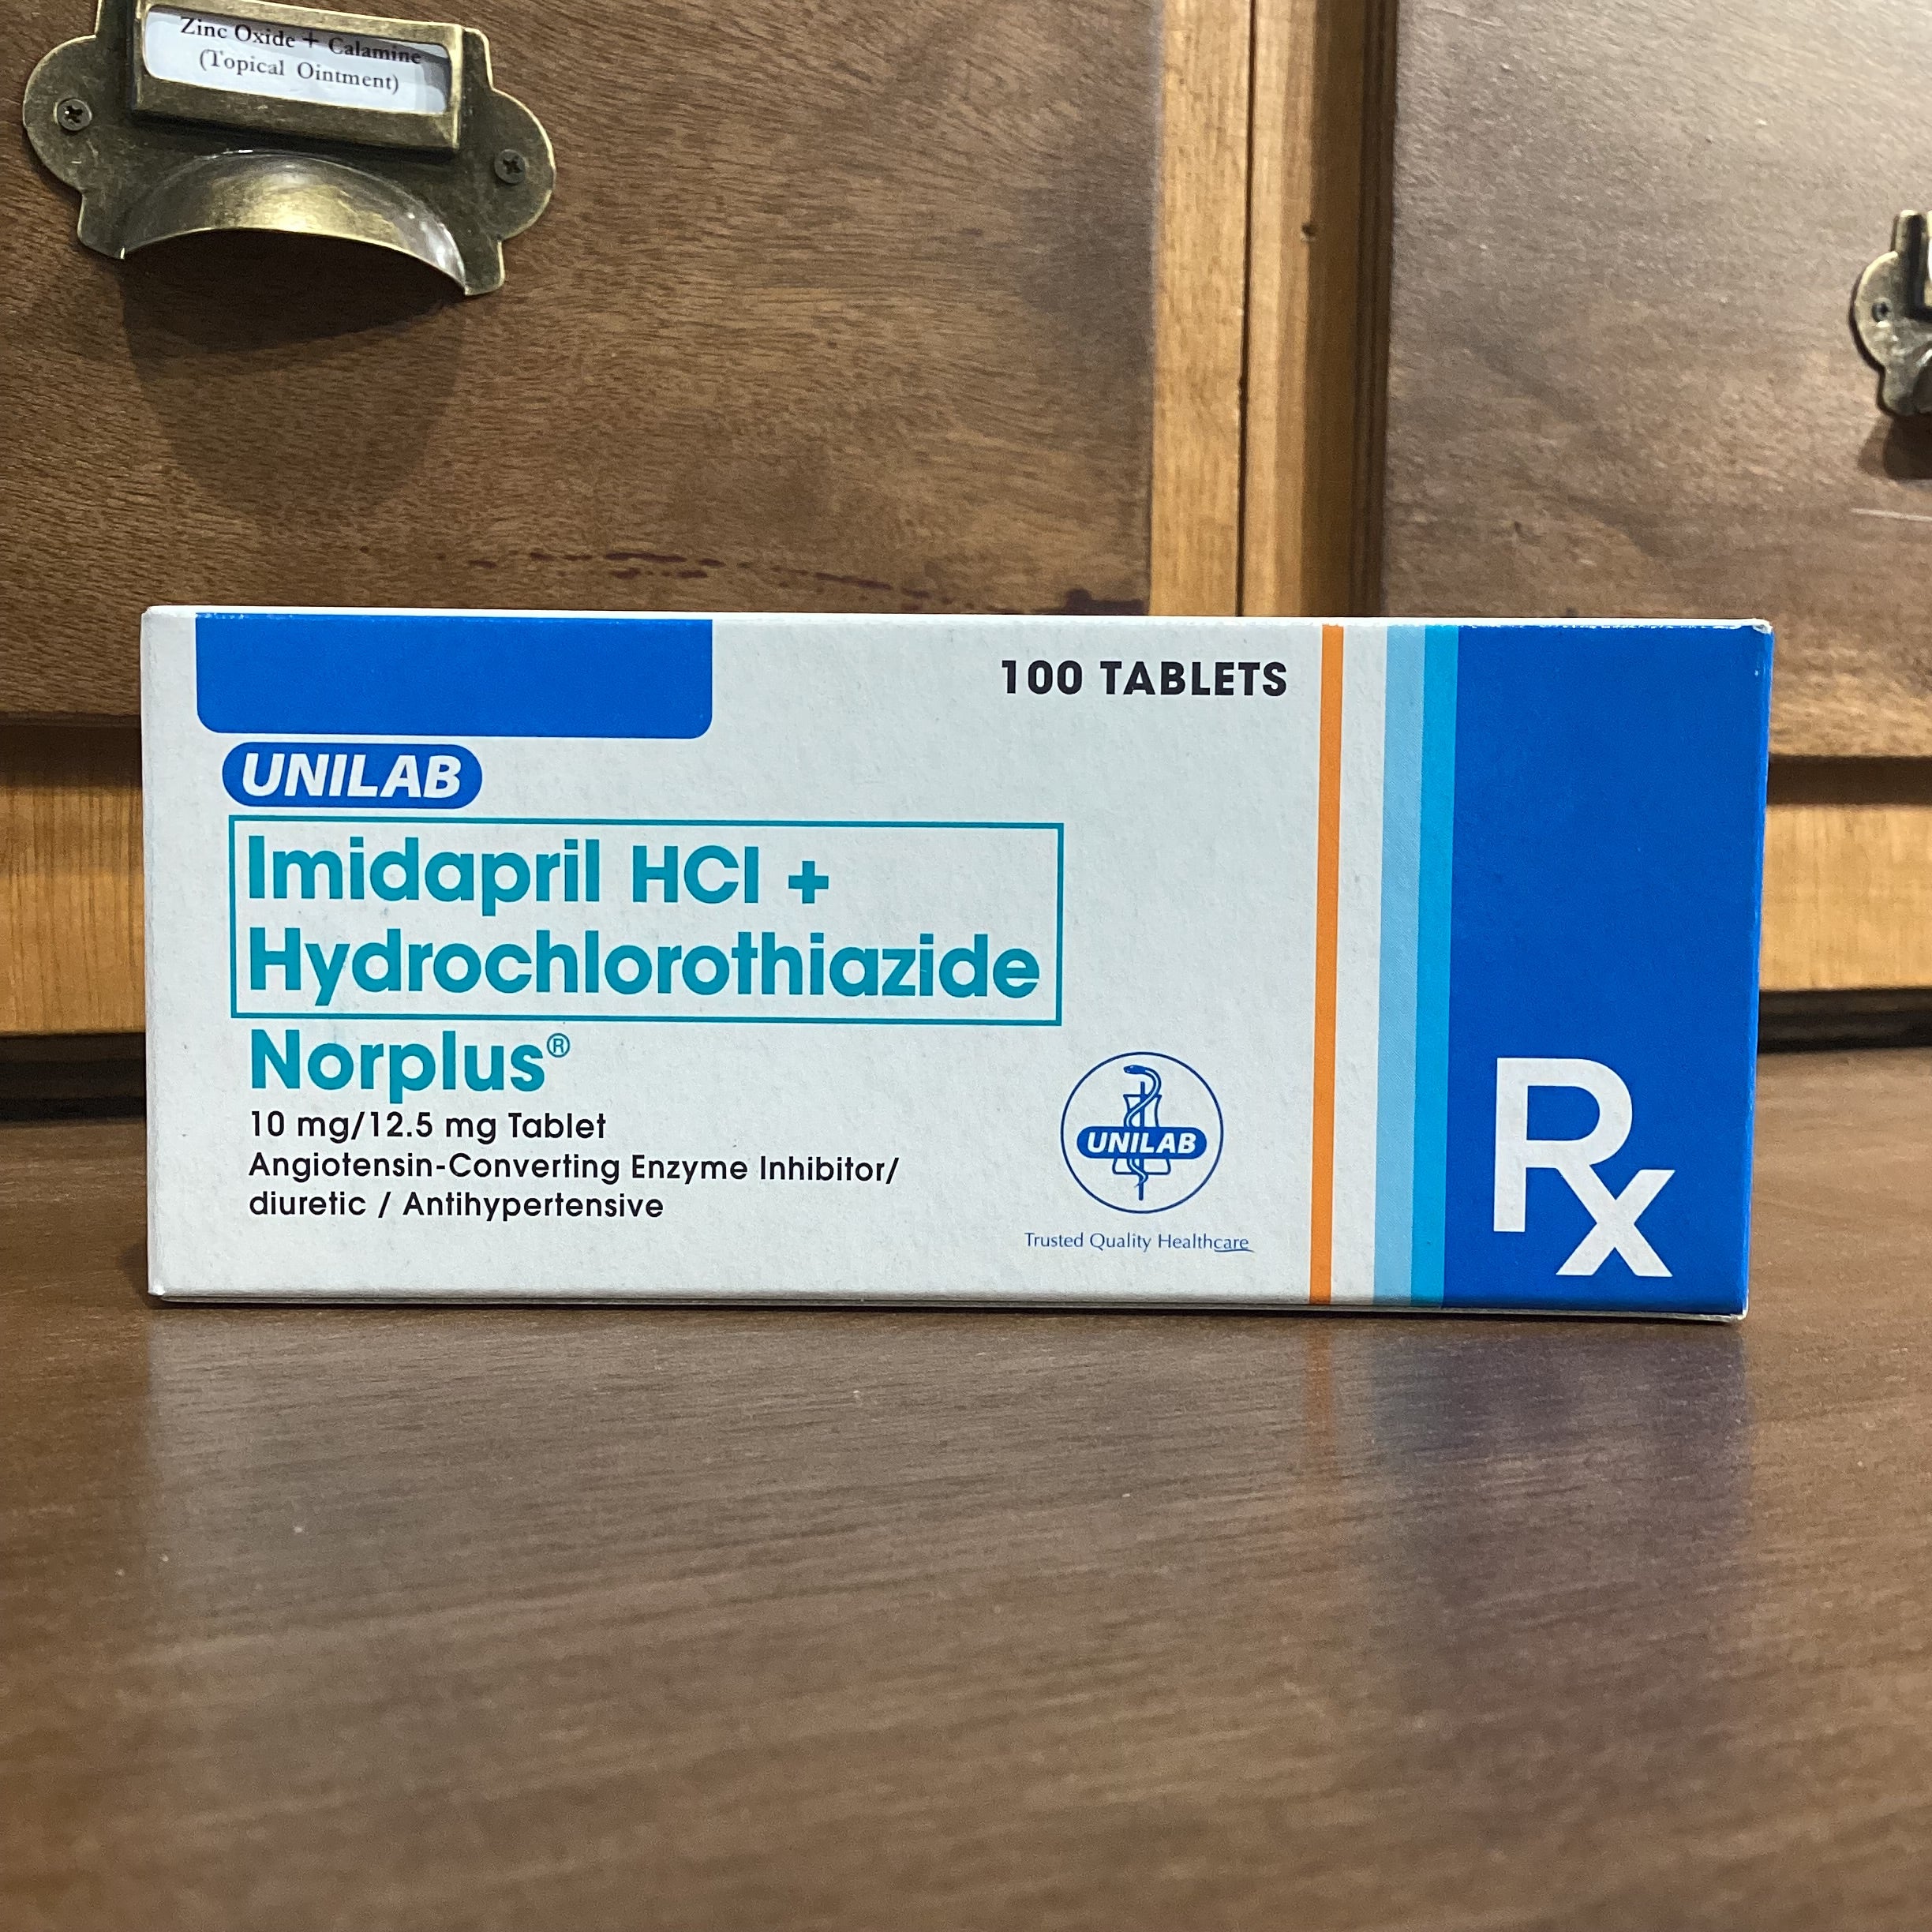 Zinc Oxide + Calamine
(Topical Ointment)
100 TABLETS
UNILAB
Imidapril HCl +
Hydrochlorothiazide
Norplus®
10 mg/12.5 mg Tablet
Angiotensin-Converting Enzyme Inhibitor/
diuretic / Antihypertensive
UNILAB
Trusted Quality Healthcare
Rx